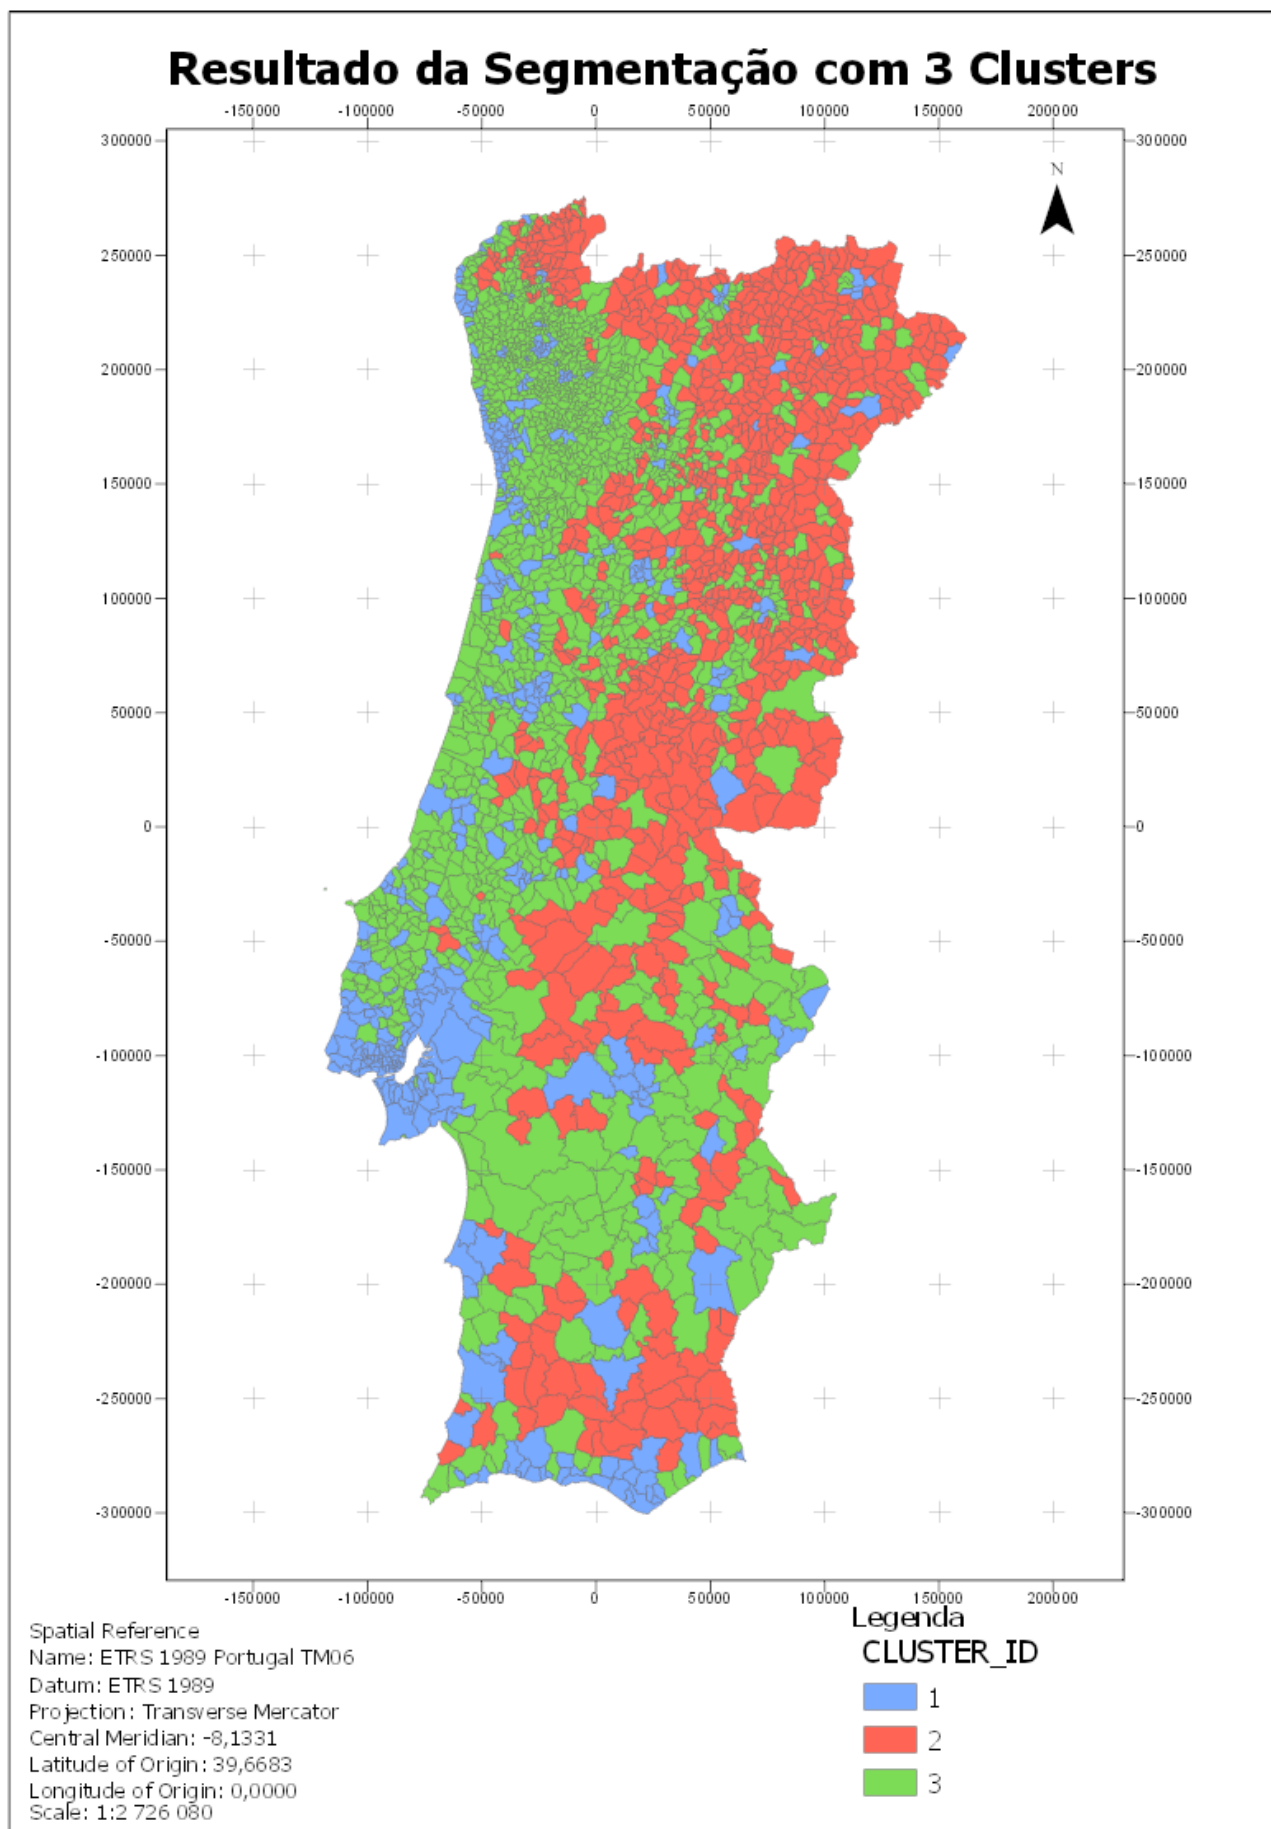 Resultado da Segmentação com 3 Clusters
-150000 -100000 -50000 0 50000 100000 150000 200000
300000 300000
N
250000 250000
200000 200000
150000 150000
100000 100000
50000 50000
0 0
-50000 -50000
-100000 -100000
-150000 -150000
-200000 -200000
-250000 -250000
-300000 -300000
-150000 -100000 -50000 0 50000 100000 150000 200000
Legenda
CLUSTER_ID
1
2
3
Spatial Reference
Name: ETRS 1989 Portugal TM06
Datum: ETRS 1989
Projection: Transverse Mercator
Central Meridian: -8,1331
Latitude of Origin: 39,6683
Longitude of Origin: 0,0000
Scale: 1:2 726 080